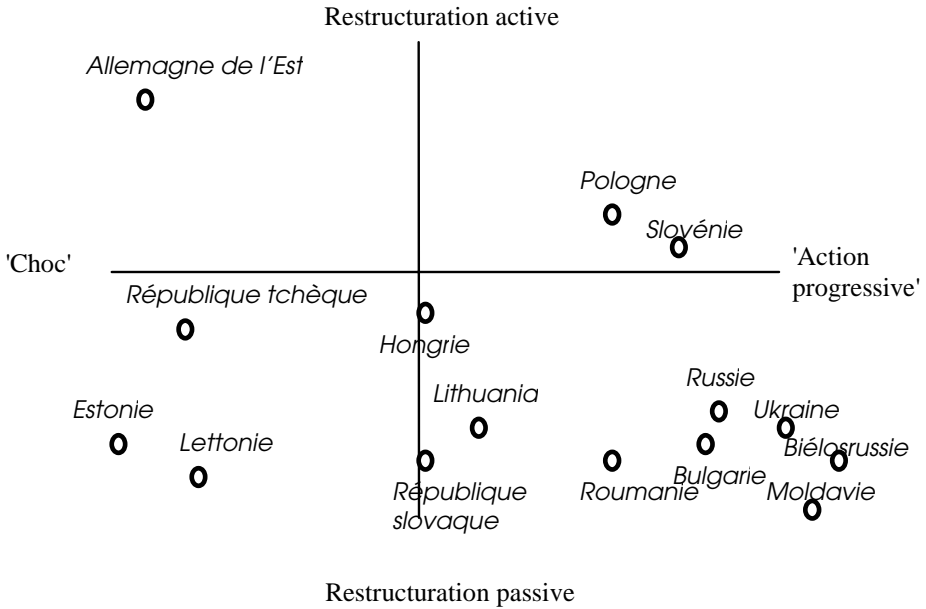 Restructuration active
Allemagne de l'Est
Pologne
Slovénie
'Choc'
'Action
progressive'
République tchèque
Hongrie
Russie
Lithuania
Estonie
Ukraine
Lettonie
Biélosrussie
Bulgarie
République
slovaque
Roumanie
Moldavie
Restructuration passive